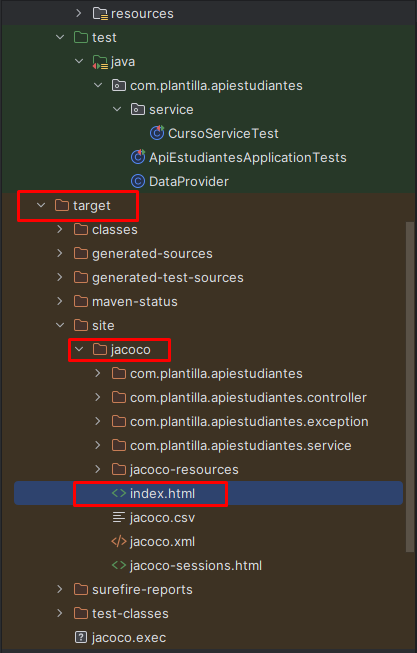 resources
test
java
com.plantilla.apiestudiantes
service
CursoServiceTest
ApiEstudiantesApplicationTests
DataProvider
target
classes
generated-sources
generated-test-sources
maven-status
site
jacoco
com.plantilla.apiestudiantes
com.plantilla.apiestudiantes.controller
com.plantilla.apiestudiantes.exception
com.plantilla.apiestudiantes.service
jacoco-resources
index.html
jacoco.csv
jacoco.xml
jacoco-sessions.html
surefire-reports
test-classes
jacoco.exec